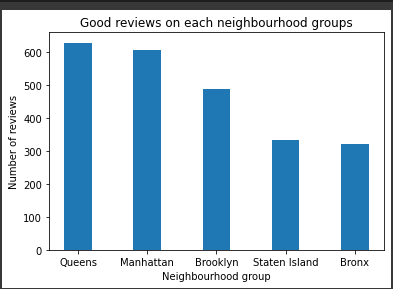 Good reviews on each neighbourhood groups
Number of reviews
600
500
400
300
200
100
0
Queens Manhattan Brooklyn Staten Island Bronx
Neighbourhood group